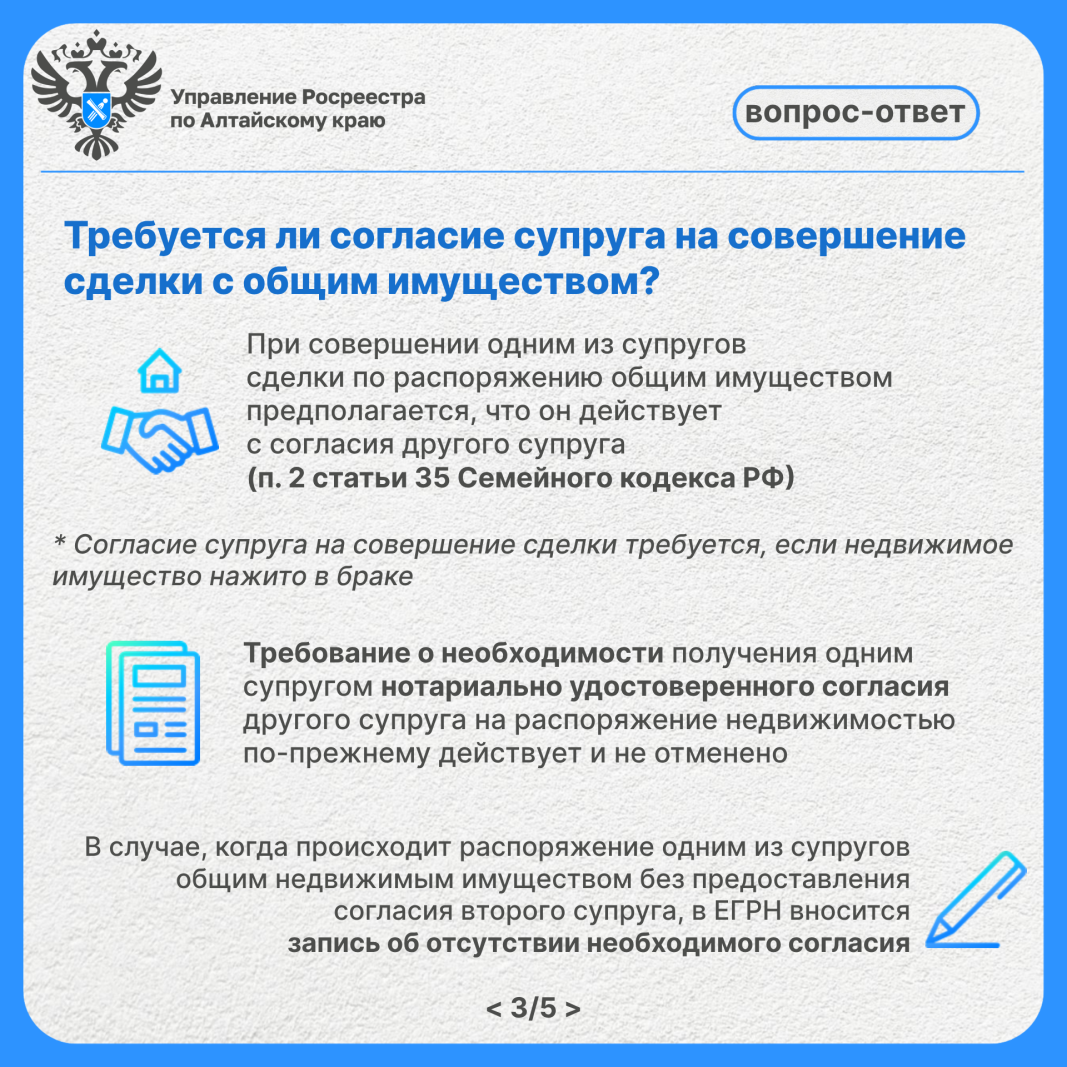 Управление Росреестра
по Алтайскому краю
вопрос-ответ
Требуется ли согласие супруга на совершение
сделки с общим имуществом?
При совершении одним из супругов
сделки по распоряжению общим имуществом
предполагается, что он действует
с согласия другого супруга
(п. 2 статьи 35 Семейного кодекса РФ)
* Согласие супруга на совершение сделки требуется, если недвижимое
имущество нажито в браке
Требование о необходимости получения одним
супругом нотариально удостоверенного согласия
другого супруга на распоряжение недвижимостью
по-прежнему действует и не отменено
В случае, когда происходит распоряжение одним из супругов
общим недвижимым имуществом без предоставления
согласия второго супруга, в ЕГРН вносится
запись об отсутствии необходимого согласия
< 3/5 >